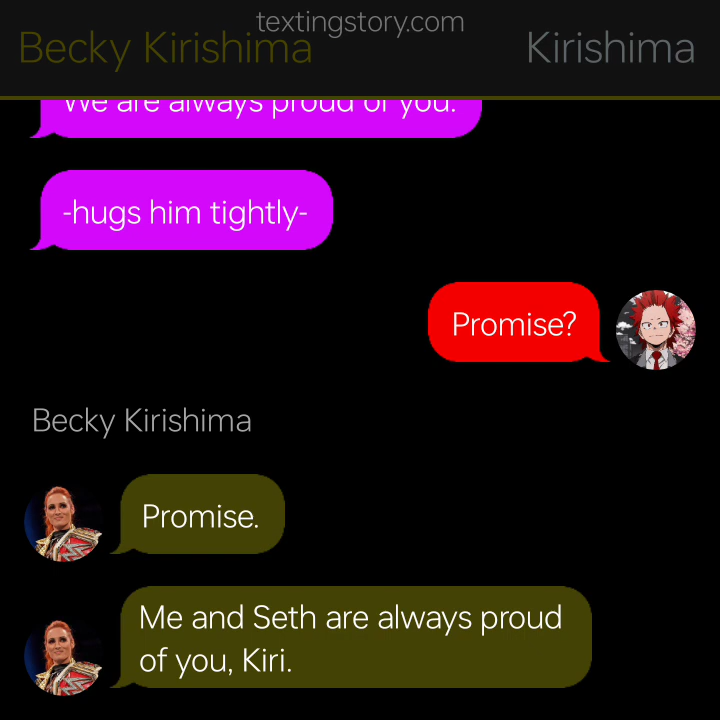 textingstory.com
Becky Kirishima
Kirishima
We are always proud of you.
-hugs him tightly-
Promise?
Becky Kirishima
Promise.
Me and Seth are always proud
of you, Kiri.